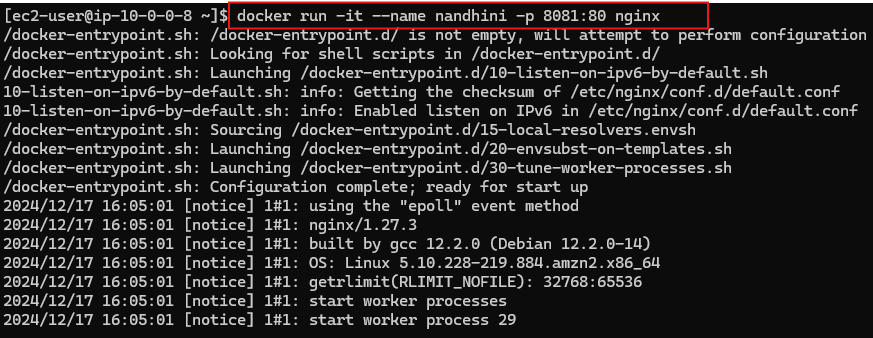 [ec2-user@ip-10-0-0-8 ~]$ docker run -it --name nandhini -p 8081:80 nginx
/docker-entrypoint.sh: /docker-entrypoint.d/ is not empty, will attempt to perform configuration
/docker-entrypoint.sh: Looking for shell scripts in /docker-entrypoint.d/
/docker-entrypoint.sh: Launching /docker-entrypoint.d/10-listen-on-ipv6-by-default.sh
10-listen-on-ipv6-by-default.sh: info: Getting the checksum of /etc/nginx/conf.d/default.conf
10-listen-on-ipv6-by-default.sh: info: Enabled listen on IPv6 in /etc/nginx/conf.d/default.conf
/docker-entrypoint.sh: Sourcing /docker-entrypoint.d/15-local-resolvers.envsh
/docker-entrypoint.sh: Launching /docker-entrypoint.d/20-envsubst-on-templates.sh
/docker-entrypoint.sh: Launching /docker-entrypoint.d/30-tune-worker-processes.sh
/docker-entrypoint.sh: Configuration complete; ready for start up
2024/12/17 16:05:01 [notice] 1#1: using the "epoll" event method
2024/12/17 16:05:01 [notice] 1#1: nginx/1.27.3
2024/12/17 16:05:01 [notice] 1#1: built by gcc 12.2.0 (Debian 12.2.0-14)
2024/12/17 16:05:01 [notice] 1#1: OS: Linux 5.10.228-219.884.amzn2.x86_64
2024/12/17 16:05:01 [notice] 1#1: getrlimit(RLIMIT_NOFILE): 32768:65536
2024/12/17 16:05:01 [notice] 1#1: start worker processes
2024/12/17 16:05:01 [notice] 1#1: start worker process 29